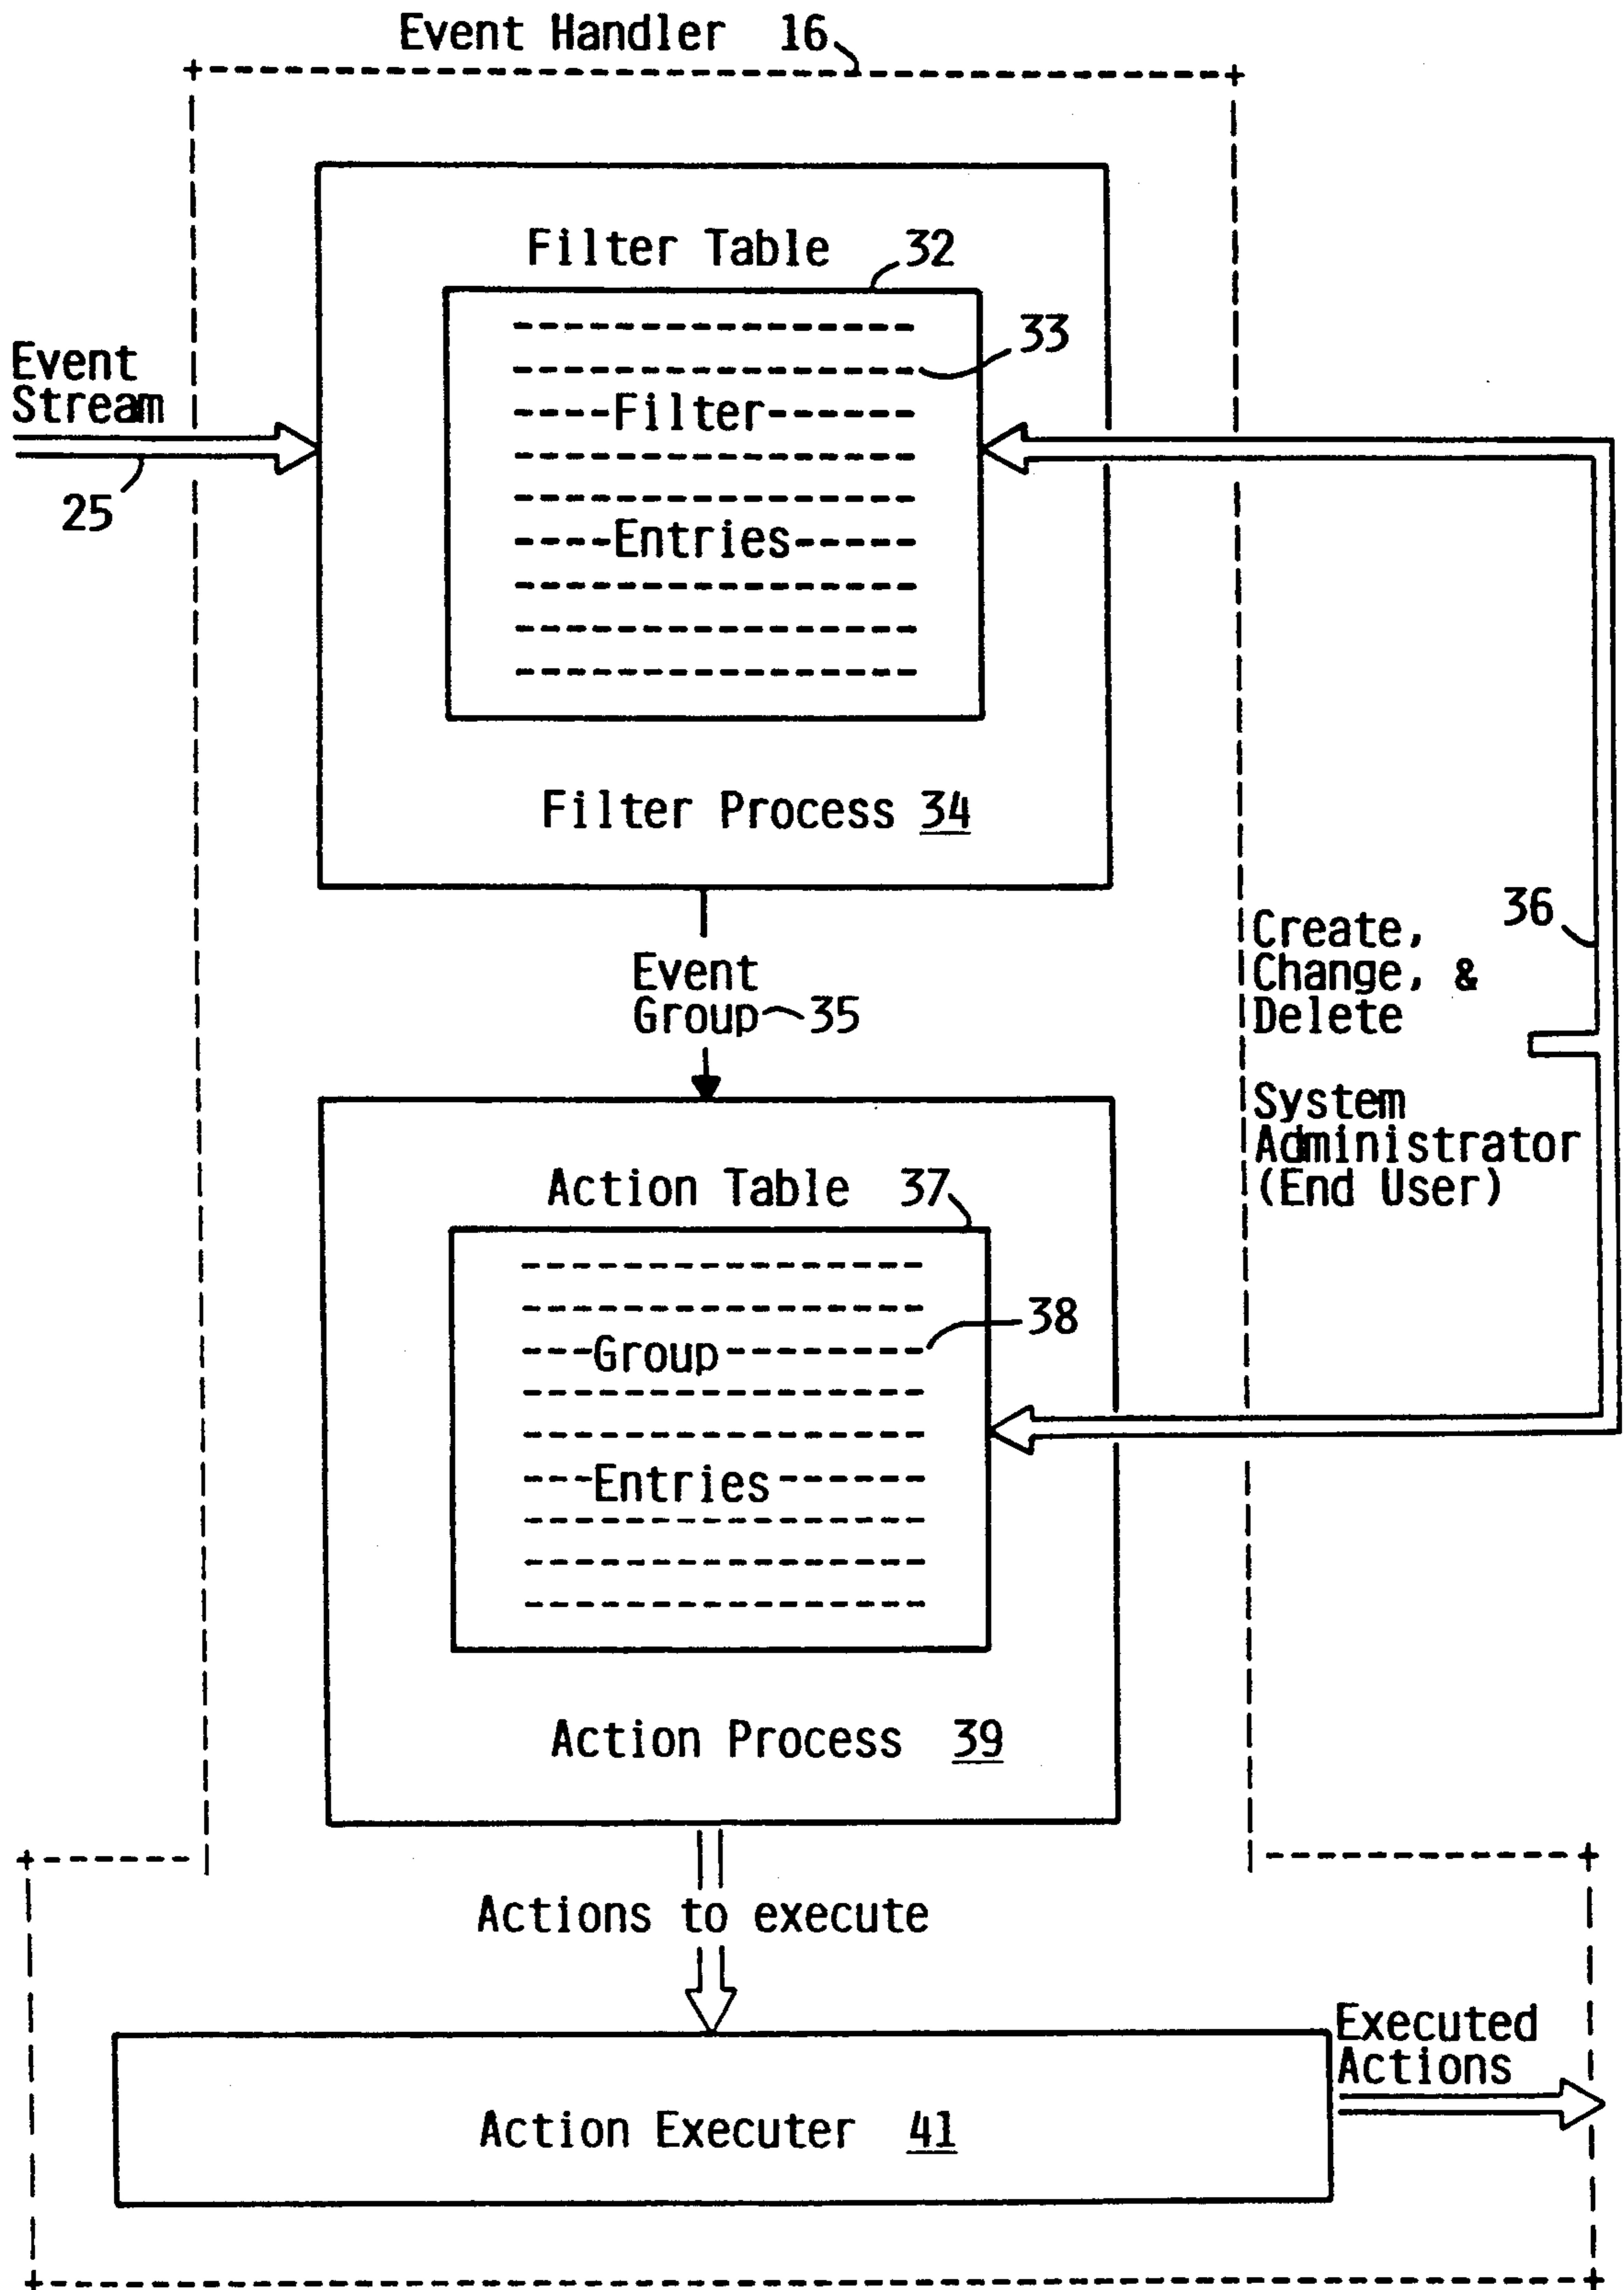 Event Handler 16
Filter Table 32
33
Event
Stream
25
Filter
Entries
Filter Process 34
Event
Group 35
36
Create,
Change, &
Delete
System
Administrator
(End User)
Action Table 37
38
Group
Entries
Action Process 39
Actions to execute
Executed
Actions
Action Executer 41